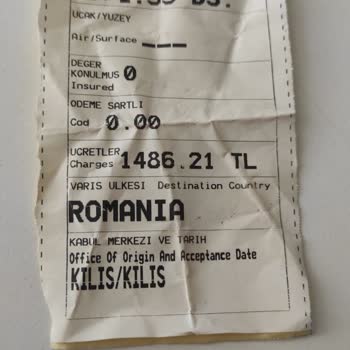 UCAK/YUZEY
Air/Surface ___
DEGER
KONULMUS 0
Insured
ODEME SARTLI
Cod 0.00
UCRETLER
Charges 1486.21 TL
VARIS ULKESI Destination Country
ROMANIA
KABUL MERKEZI VE TARIH
Office Of Origin And Acceptance Date
KILIS/KILIS